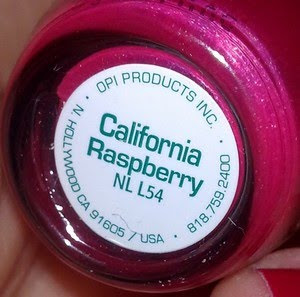 OPI PRODUCTS INC. •
N. HOLLYWOOD CA 91605 / USA • 818.759.2400
California
Raspberry
NL L54